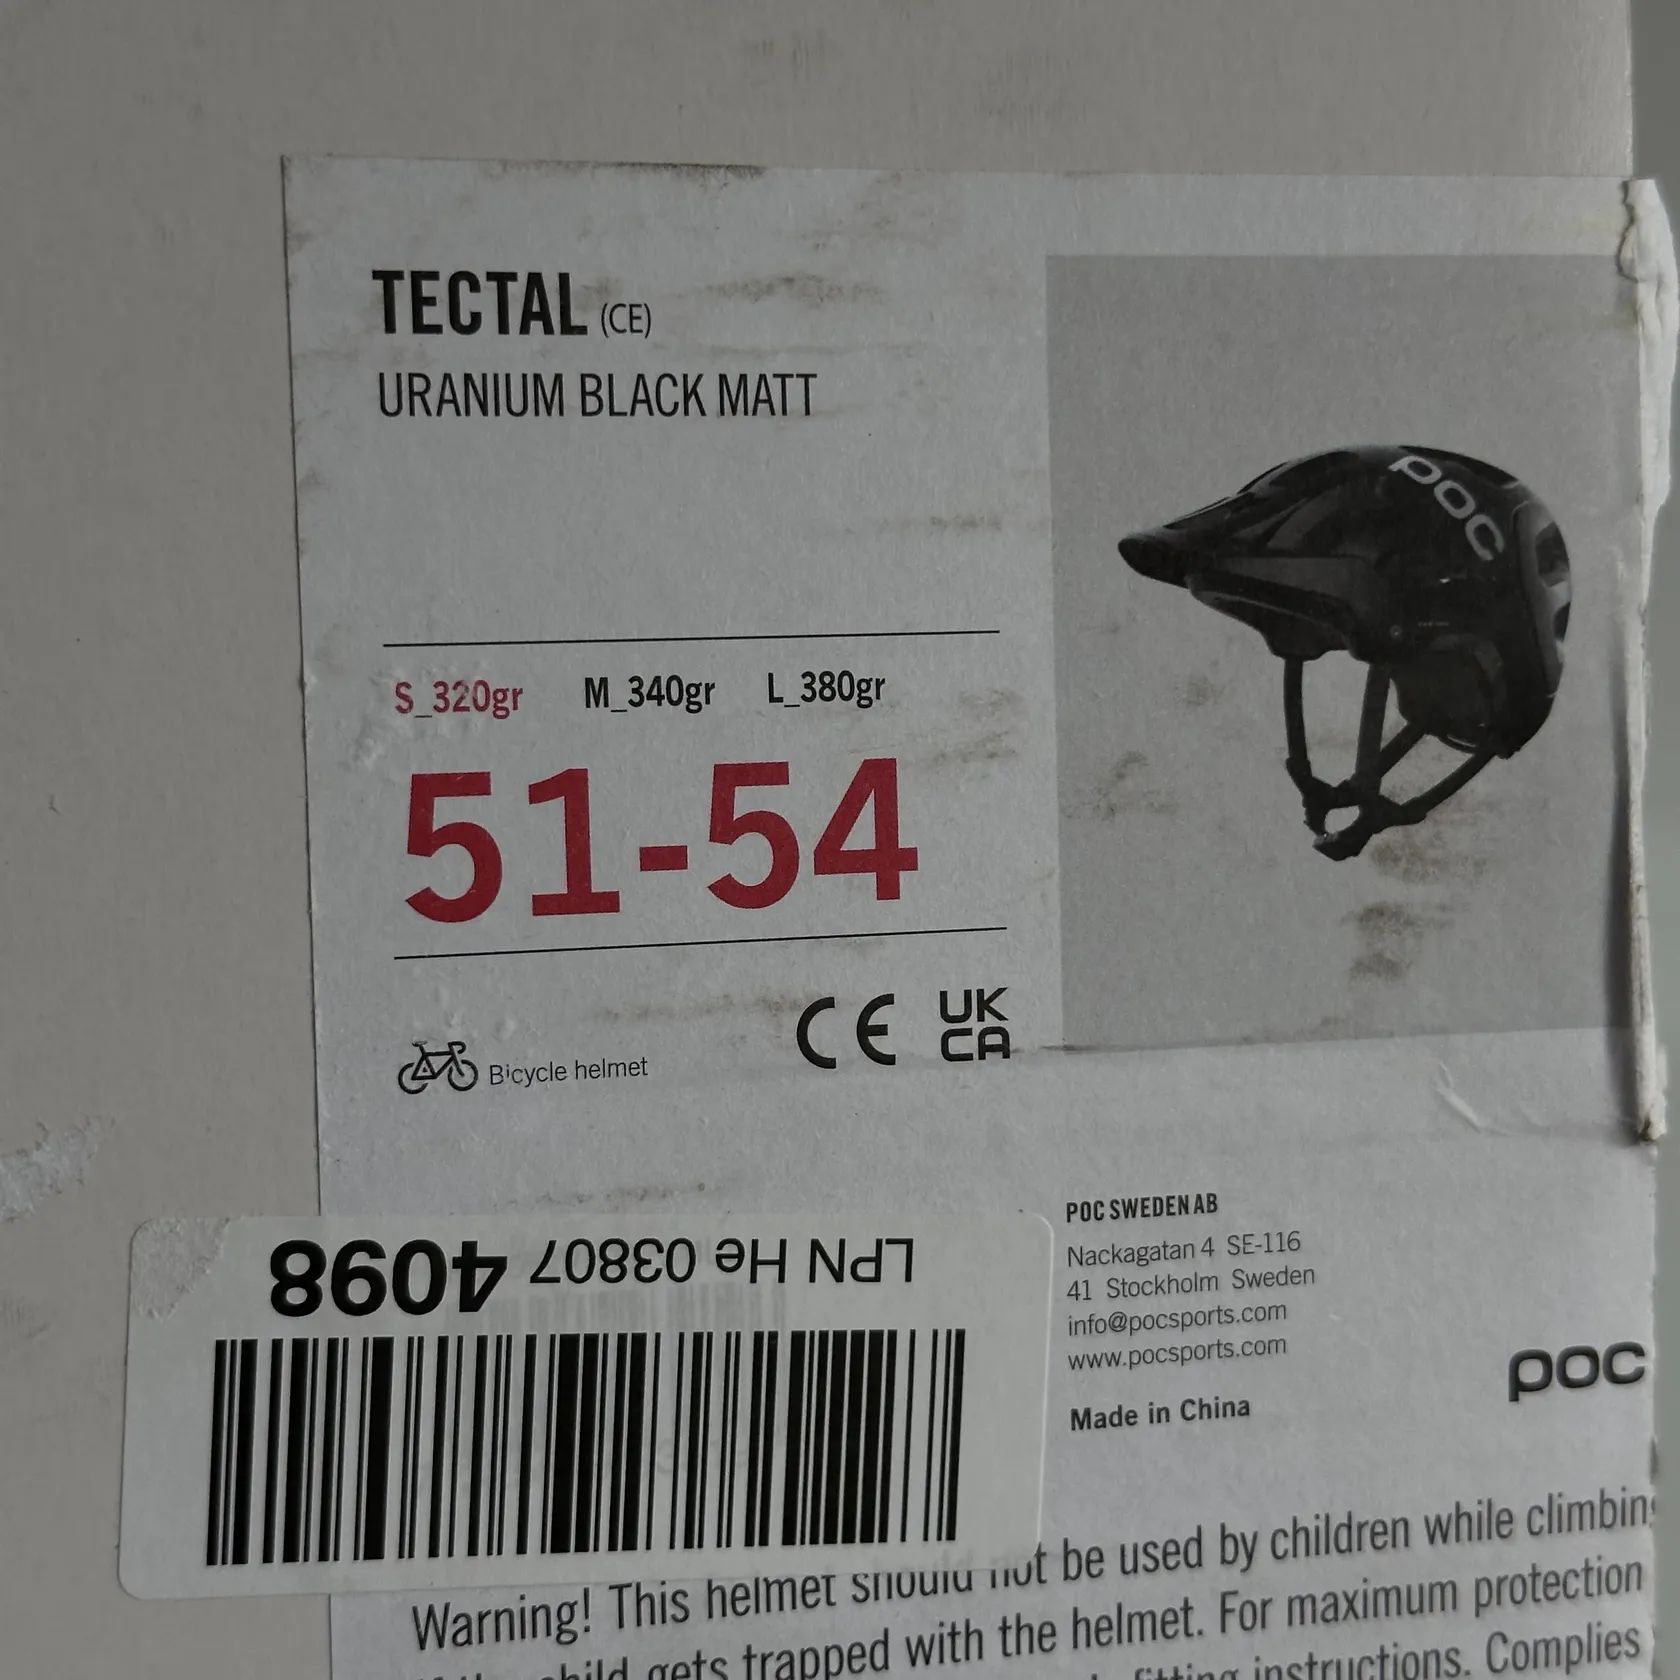 TECTAL (CE)
URANIUM BLACK MATT
poc
S_320gr M_340gr L_380gr
51-54
CE UK CA
Bicycle helmet
LPN He 03807 4098
POC SWEDEN AB
Nackagatan 4 SE-116
41 Stockholm Sweden
info@pocsports.com
www.pocsports.com
poc
Made in China
Warning! This helmet should not be used by children while climbing
child gets trapped with the helmet. For maximum protection
fitting instructions. Complies